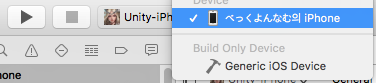 Device
Unity-iPh
✓ べっくよんなむ의 iPhone
Build Only Device
hone
Generic iOS Device